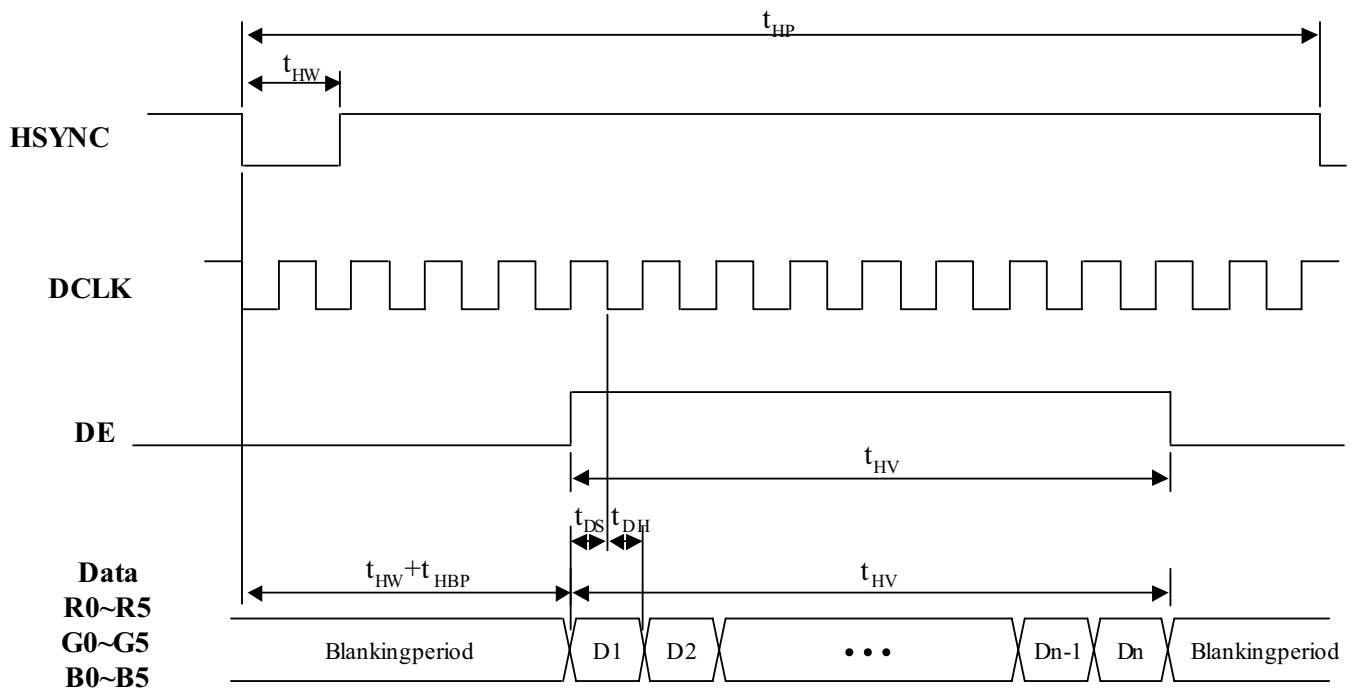 tHP
tHW
HSYNC
DCLK
DE
tHV
tDS tDH
Data
R0~R5
G0~G5
B0~B5
tHW+tHBP
tHV
Blankingperiod D1 D2 ••• Dn-1 Dn Blankingperiod